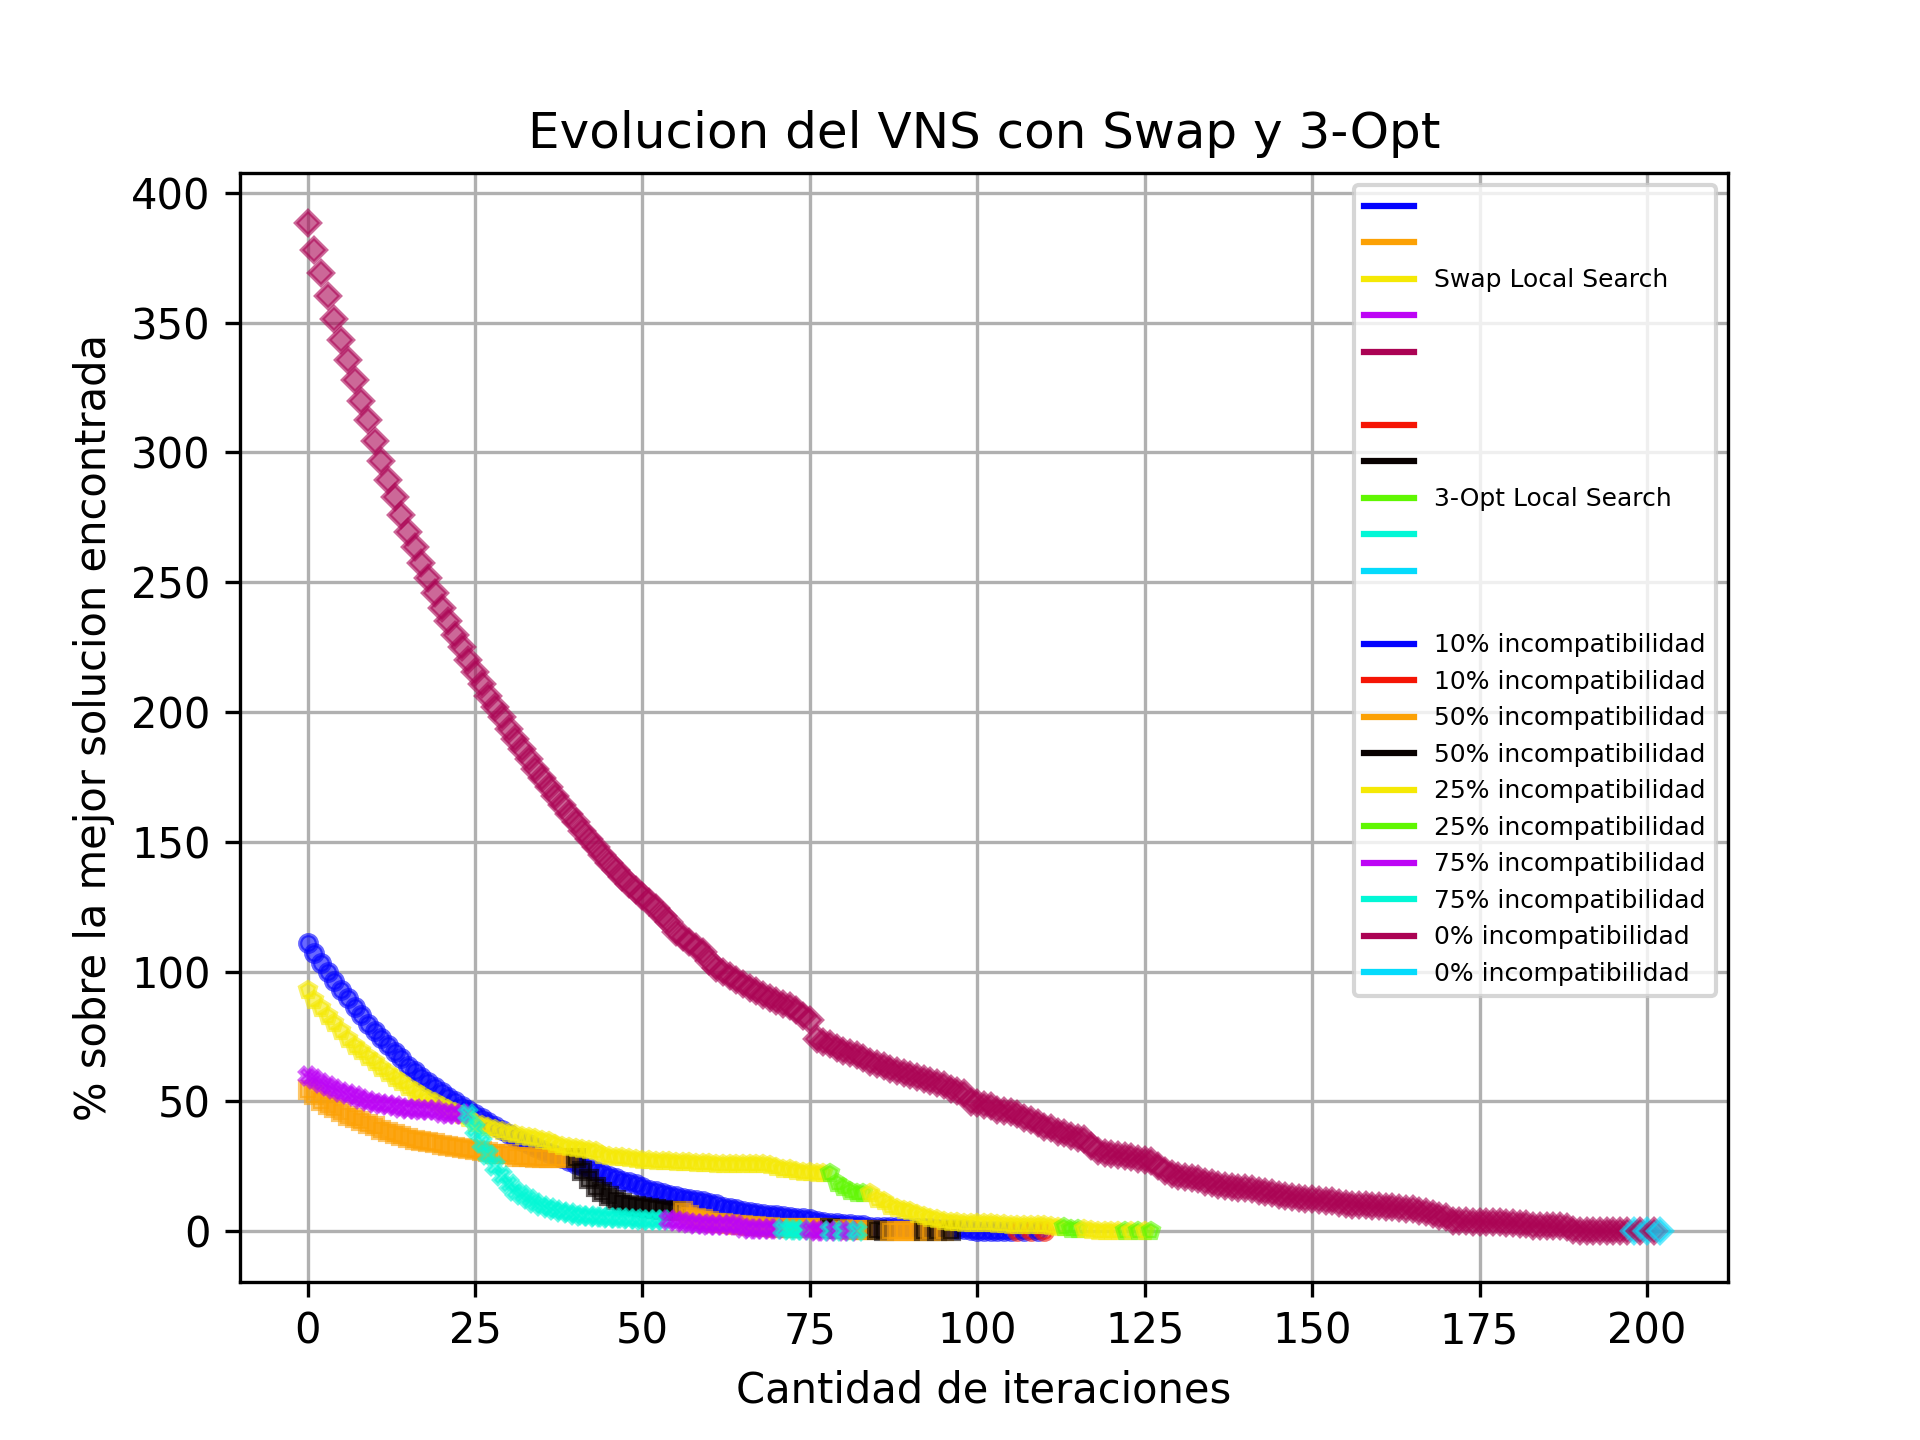 Evolucion del VNS con Swap y 3-Opt
% sobre la mejor solucion encontrada
400
350
300
250
200
150
100
50
0
Swap Local Search
3-Opt Local Search
10% incompatibilidad
10% incompatibilidad
50% incompatibilidad
50% incompatibilidad
25% incompatibilidad
25% incompatibilidad
75% incompatibilidad
75% incompatibilidad
0% incompatibilidad
0% incompatibilidad
0 25 50 75 100 125 150 175 200
Cantidad de iteraciones